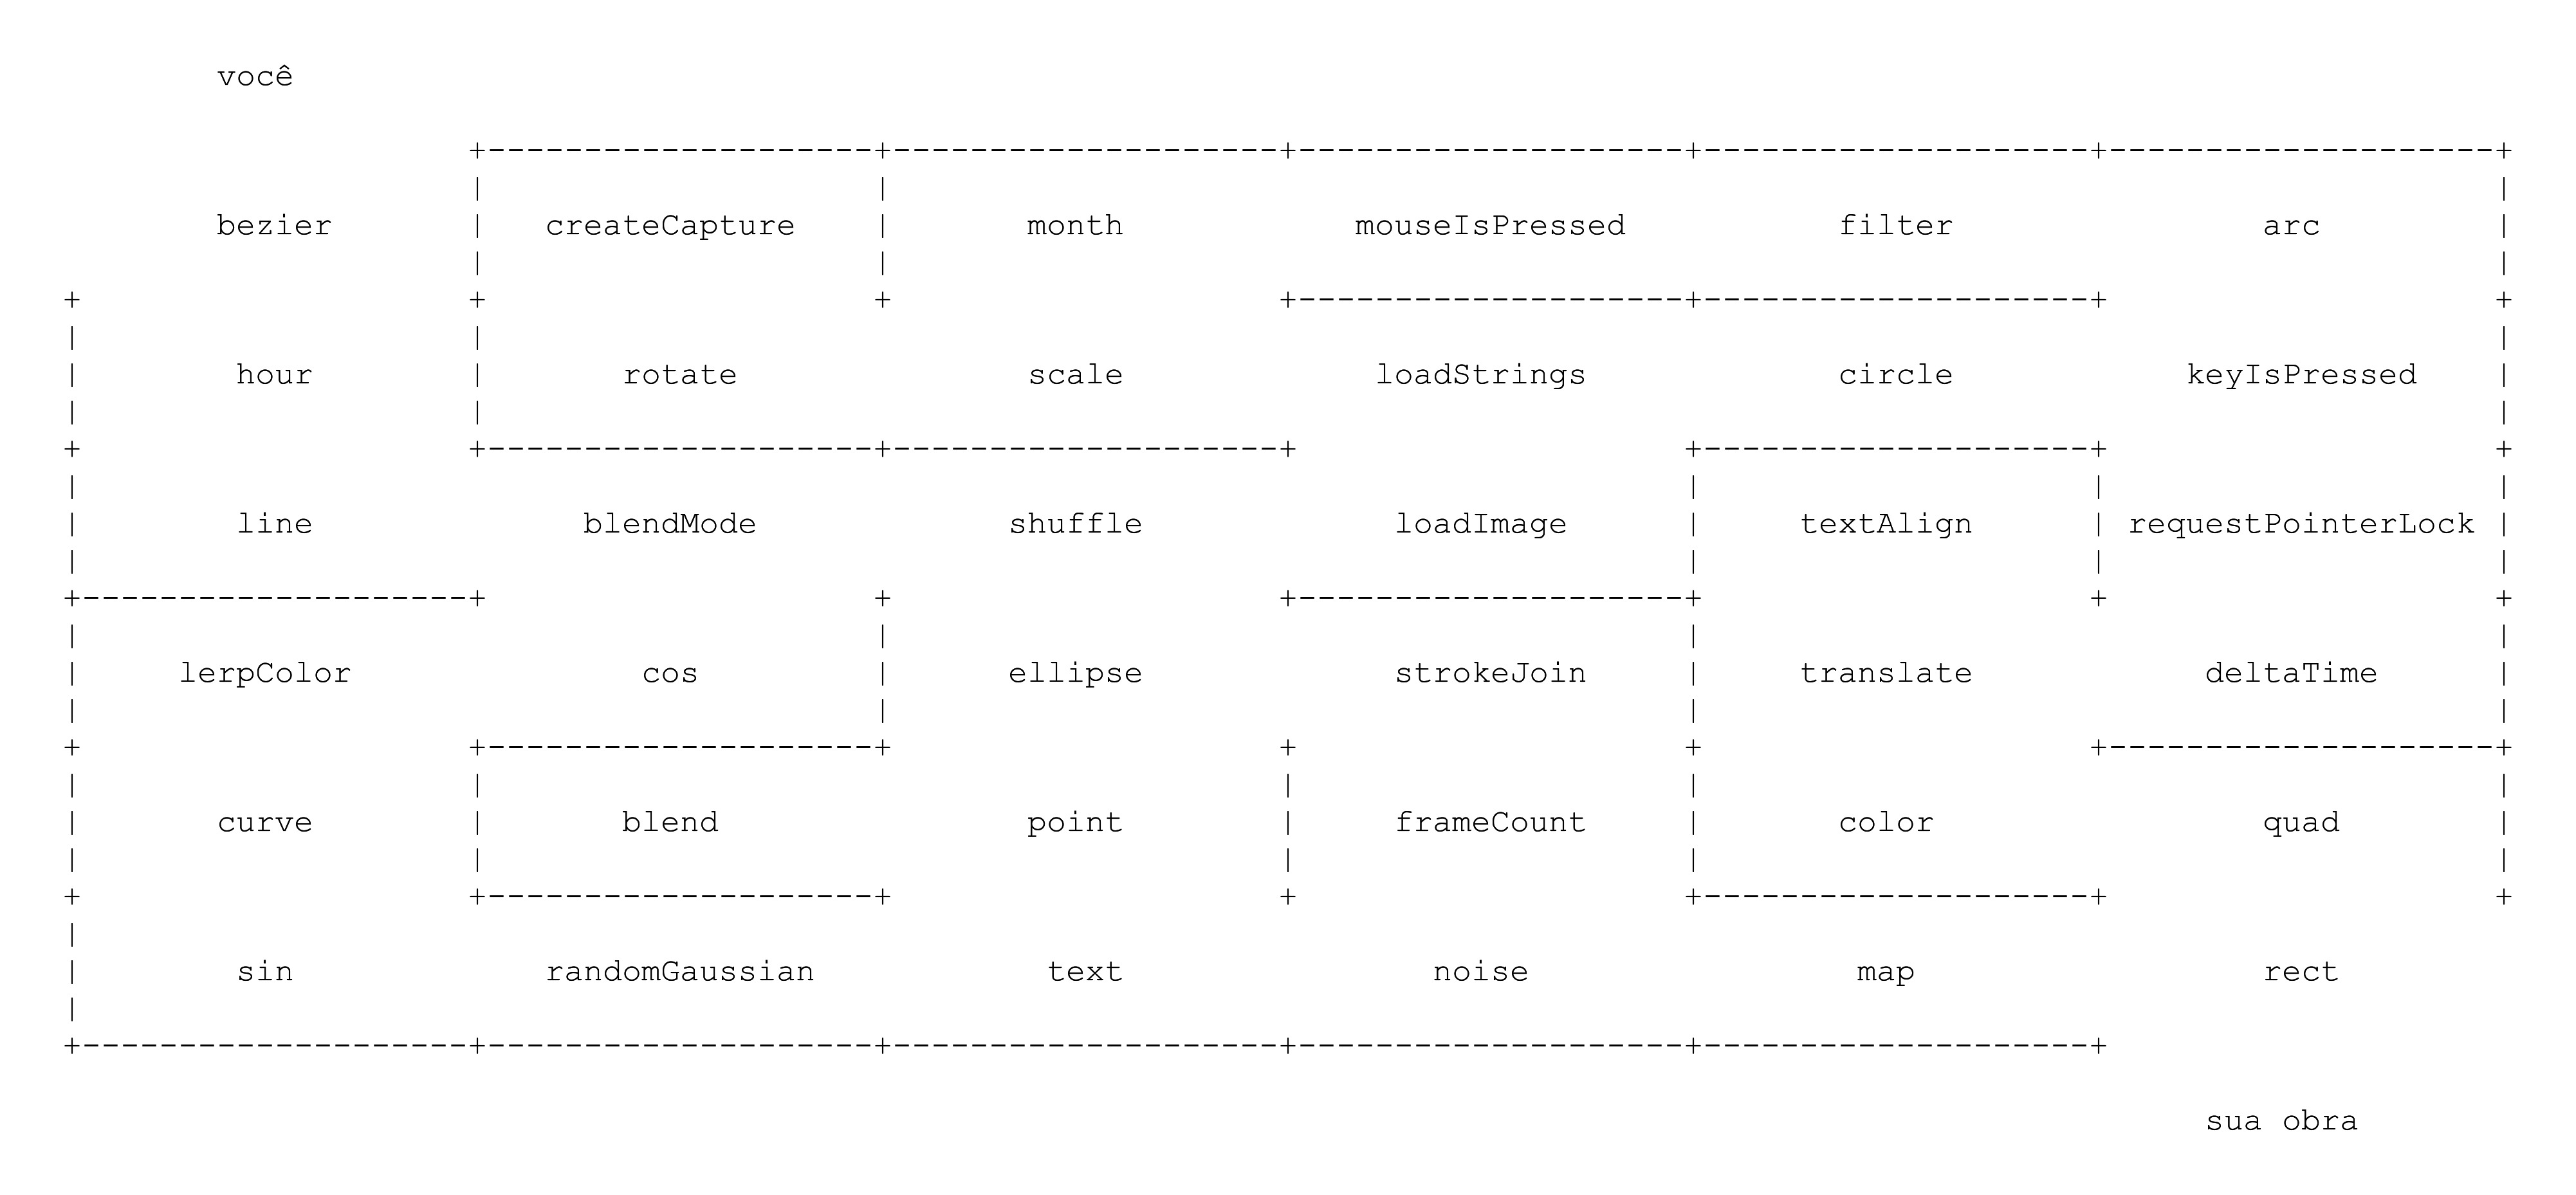 você
bezier createCapture month mouseIsPressed filter arc
hour rotate scale loadStrings circle keyIsPressed
line blendMode shuffle loadImage textAlign requestPointerLock
lerpColor cos ellipse strokeJoin translate deltaTime
curve blend point frameCount color quad
sin randomGaussian text noise map rect
sua obra